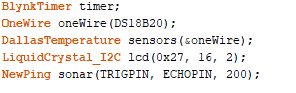 BlynkTimer timer;
OneWire oneWire(DS18B20);
DallasTemperature sensors(&oneWire);
LiquidCrystal_I2C lcd(0x27, 16, 2);
NewPing sonar(TRIGPIN, ECHOPIN, 200);